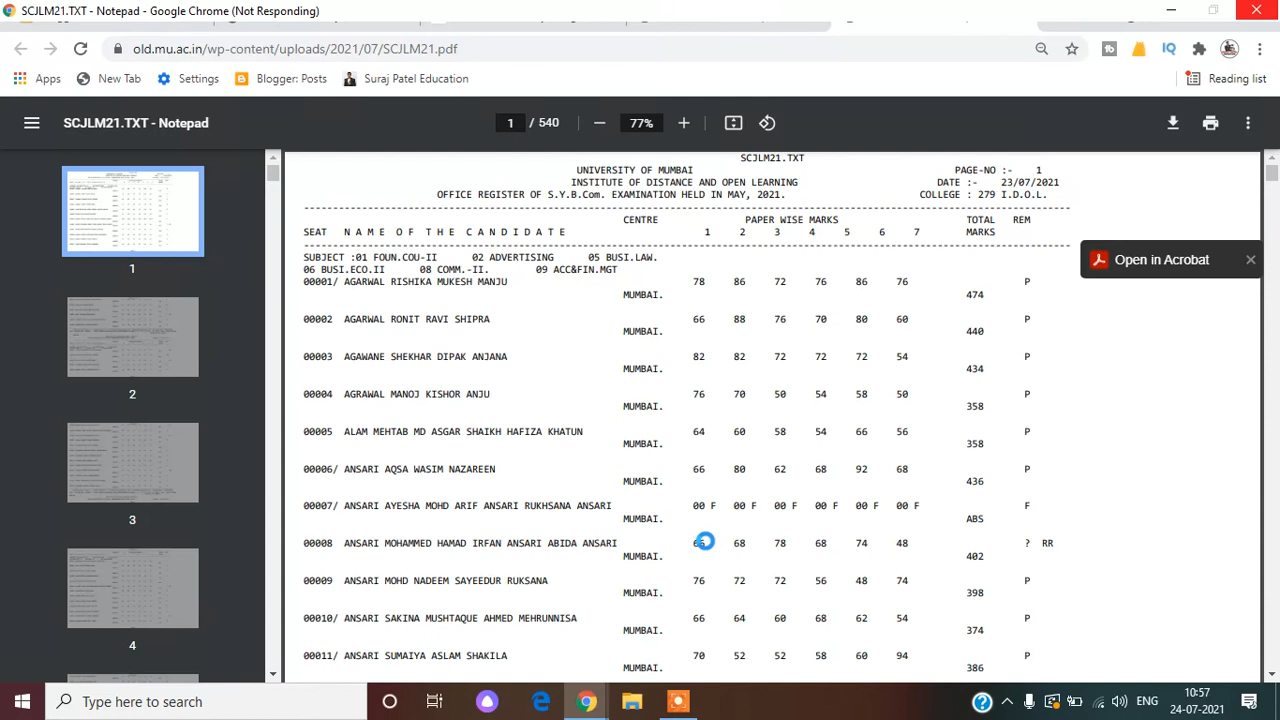 SCJLM21.TXT - Notepad - Google Chrome (Not Responding)
old.mu.ac.in/wp-content/uploads/2021/07/SCJLM21.pdf
Apps New Tab Settings Blogger: Posts Suraj Patel Education Reading list
SCJLM21.TXT - Notepad 1 / 540 77%
SCJLM21.TXT
UNIVERSITY OF MUMBAI PAGE-NO :- 1
INSTITUTE OF DISTANCE AND OPEN LEARNING DATE :- 23/07/2021
OFFICE REGISTER OF S.Y.B.Com. EXAMINATION HELD IN MAY, 2021. COLLEGE : 279 I.D.O.L.
CENTRE PAPER WISE MARKS TOTAL REM
SEAT N A M E O F T H E C A N D I D A T E 1 2 3 4 5 6 7 MARKS
SUBJECT :01 FOUN.COU-II 02 ADVERTISING 05 BUSI.LAW.
06 BUSI.ECO.II 08 COMM.-II. 09 ACC&FIN.MGT
Open in Acrobat
00001/ AGARWAL RISHIKA MUKESH MANJU 78 86 72 76 86 76 P
MUMBAI. 474
00002 AGARWAL RONIT RAVI SHIPRA 66 88 76 70 80 60 P
MUMBAI. 440
00003 AGAWANE SHEKHAR DIPAK ANJANA 82 82 72 72 72 54 P
MUMBAI. 434
00004 AGRAWAL MANOJ KISHOR ANJU 76 70 50 54 58 50 P
MUMBAI. 358
00005 ALAM MEHTAB MD ASGAR SHAIKH HAFIZA KHATUN 64 60 58 54 66 56 P
MUMBAI. 358
00006/ ANSARI AQSA WASIM NAZAREEN 66 80 62 68 92 68 P
MUMBAI. 436
00007/ ANSARI AYESHA MOHD ARIF ANSARI RUKHSANA ANSARI 00 F 00 F 00 F 00 F 00 F 00 F F
MUMBAI. ABS
00008 ANSARI MOHAMMED HAMAD IRFAN ANSARI ABIDA ANSARI 66 68 78 68 74 48 ? RR
MUMBAI. 402
00009 ANSARI MOHD NADEEM SAYEEDUR RUKSANA 76 72 72 56 48 74 P
MUMBAI. 398
00010/ ANSARI SAKINA MUSHTAQUE AHMED MEHRUNNISA 66 64 60 68 62 54 P
MUMBAI. 374
00011/ ANSARI SUMAIYA ASLAM SHAKILA 70 52 52 58 60 94 P
MUMBAI. 386
1
2
3
4
Type here to search
ENG 10:57
24-07-2021